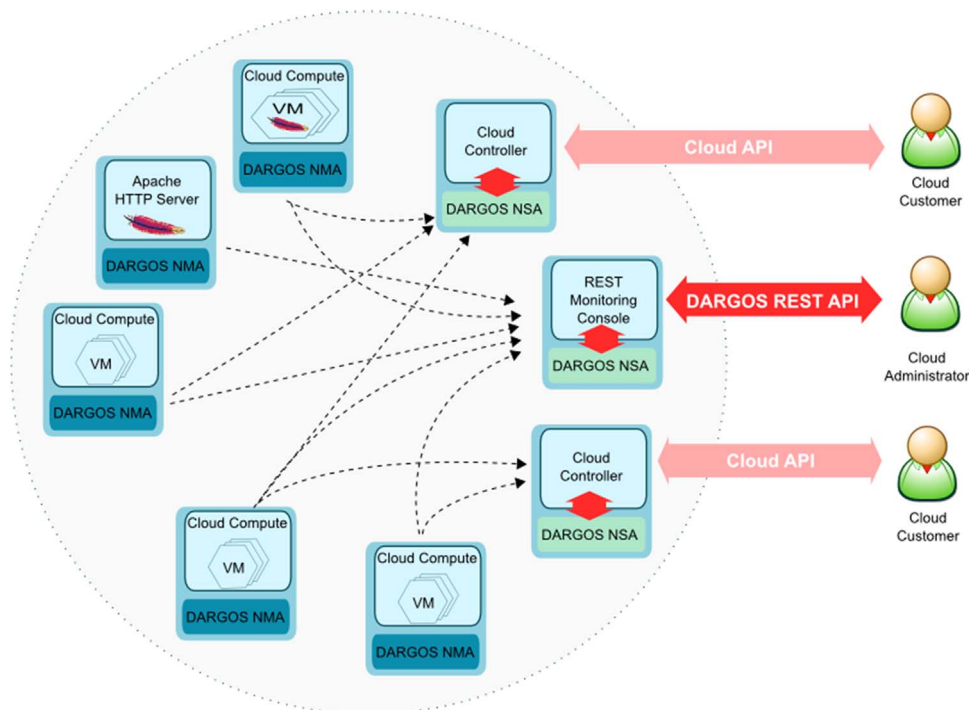 Cloud Compute
VM
DARGOS NMA
Apache
HTTP Server
DARGOS NMA
Cloud Compute
VM
DARGOS NMA
Cloud Compute
VM
DARGOS NMA
Cloud Compute
VM
DARGOS NMA
Cloud
Controller
DARGOS NSA
Cloud API
Cloud
Customer
REST
Monitoring
Console
DARGOS NSA
DARGOS REST API
Cloud
Administrator
Cloud
Controller
DARGOS NSA
Cloud API
Cloud
Customer